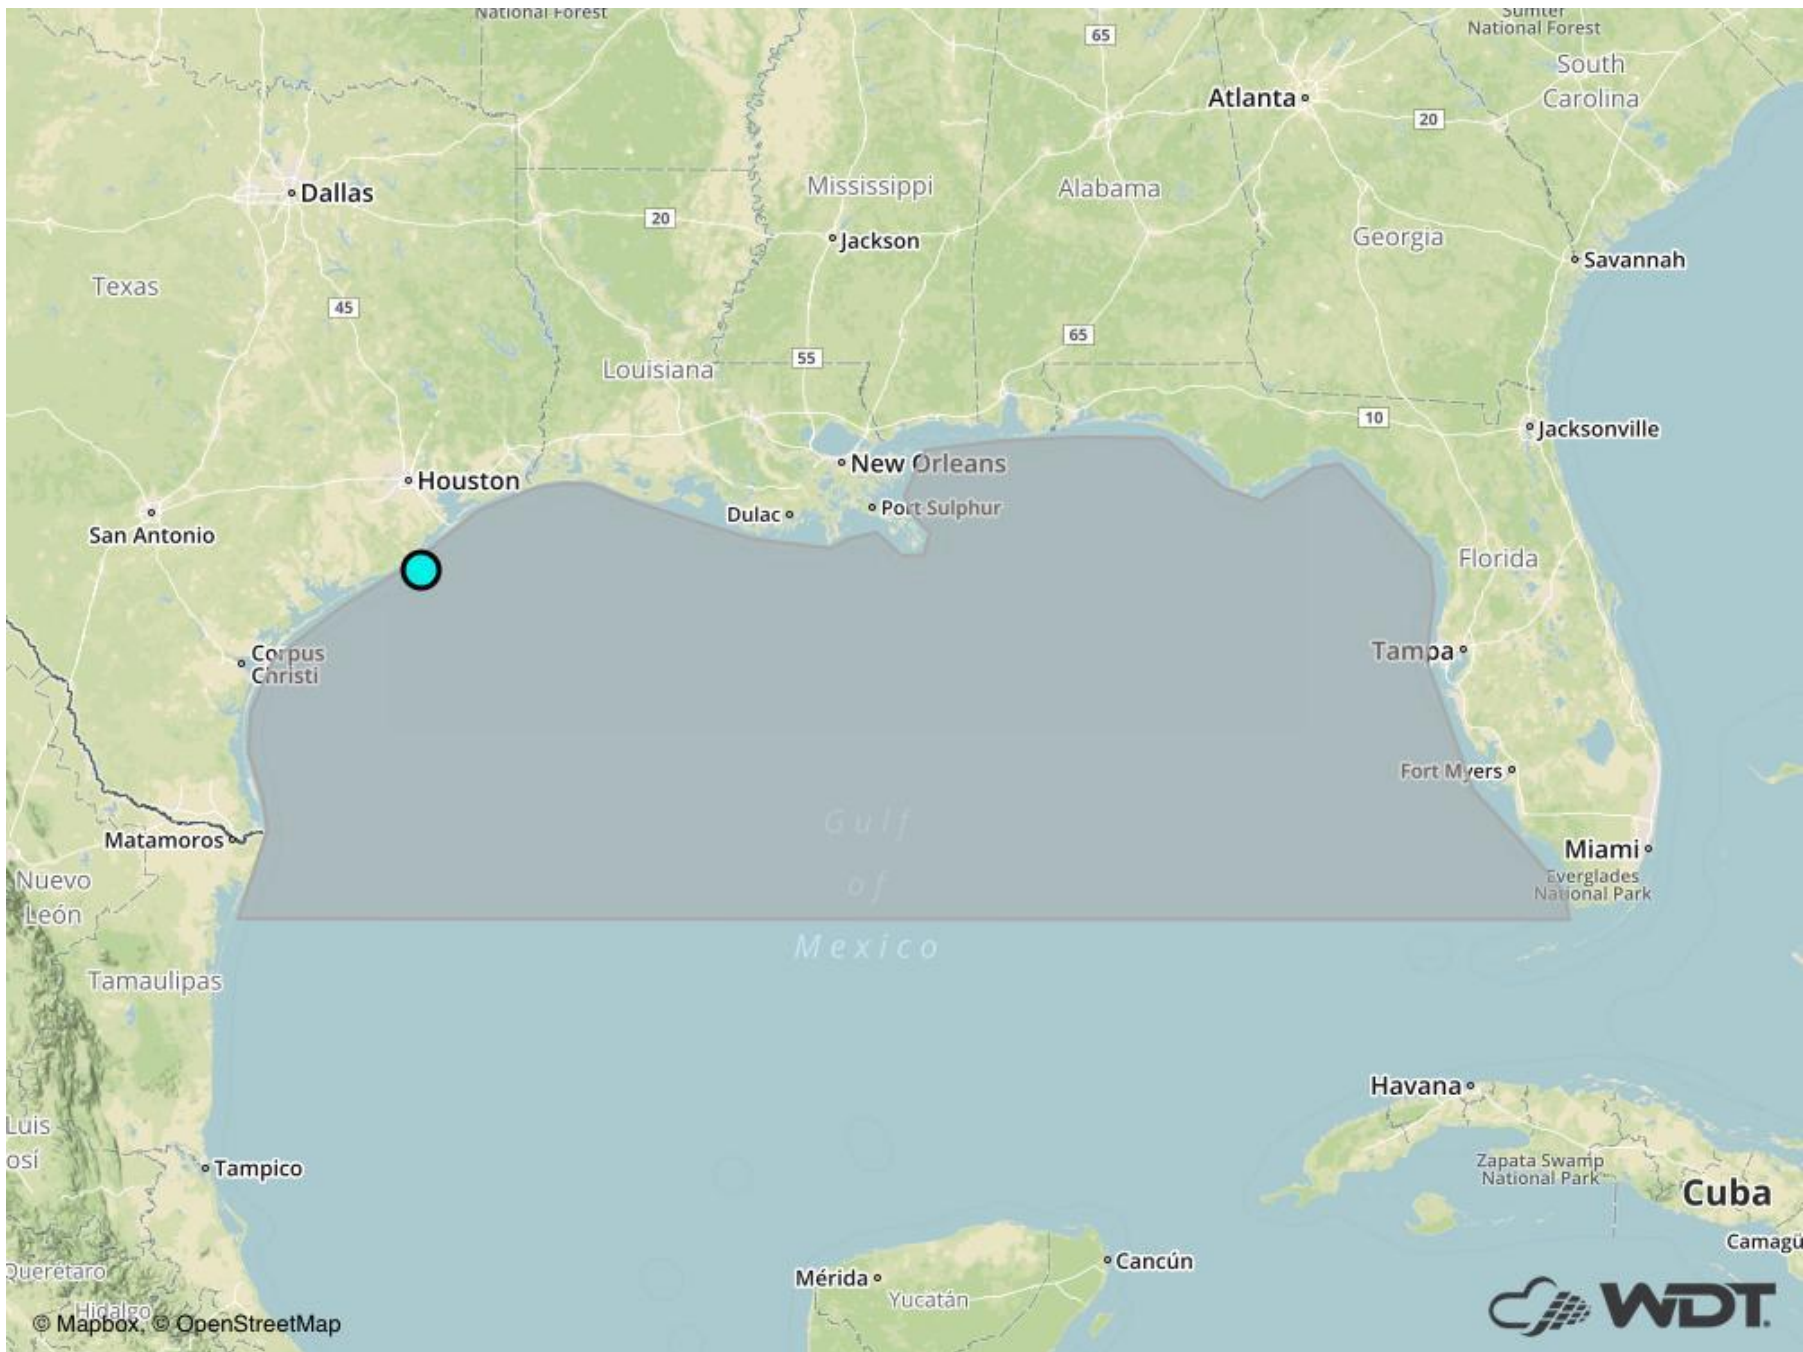 National Forest
65
Sumter
National Forest
South
Carolina
Atlanta
20
Dallas
Mississippi
Alabama
20
Jackson
Georgia
Savannah
Texas
45
65
55
Louisiana
10
Jacksonville
New Orleans
Houston
Port Sulphur
Dulac
San Antonio
Florida
Corpus
Christi
Tampa
Fort Myers
Gulf
of
Mexico
Matamoros
Miami
Everglades
National Park
Nuevo
León
Tamaulipas
Havana
Luis
osí
Tampico
Zapata Swamp
National Park
Cuba
Camagü
Cancún
Mérida
Yucatán
Querétaro
Hidalgo
© Mapbox, © OpenStreetMap
WDT